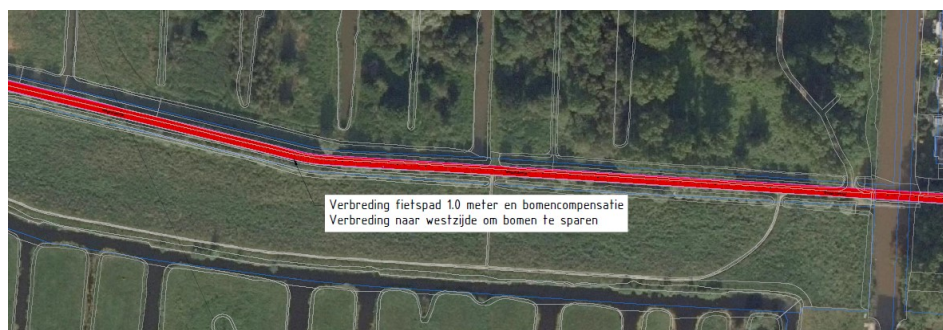 Verbreding fietspad 1.0 meter en bomencompensatie
Verbreding naar westzijde om bomen te sparen